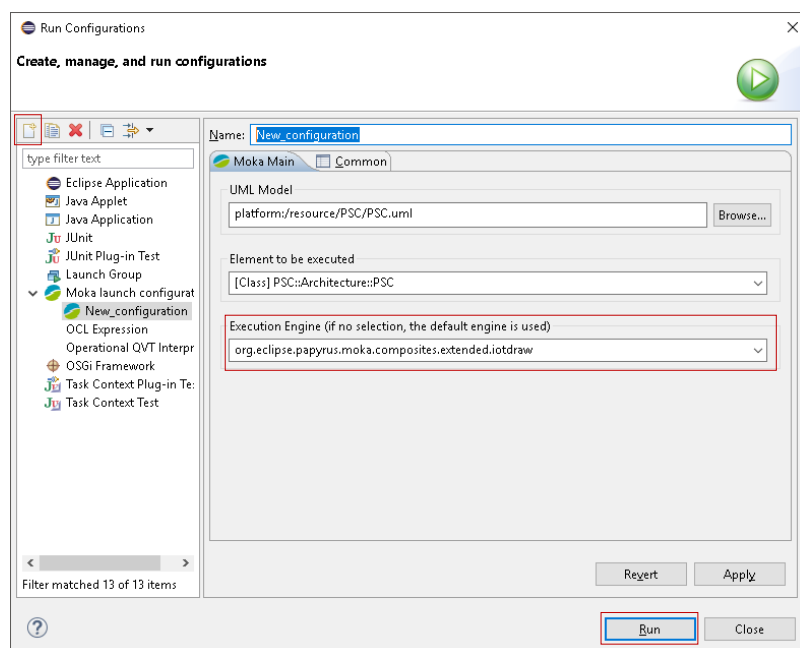 Run Configurations
Create, manage, and run configurations
type filter text
Eclipse Application
Java Applet
Java Application
JUnit
JUnit Plug-in Test
Launch Group
Moka launch configurat
New_configuration
OCL Expression
Operational QVT Interpr
OSGi Framework
Task Context Plug-in Te:
Task Context Test
Filter matched 13 of 13 items
Name: New_configuration
Moka Main Common
UML Model
platform:/resource/PSC/PSC.uml Browse...
Element to be executed
[Class] PSC::Architecture::PSC
Execution Engine (if no selection, the default engine is used)
org.eclipse.papyrus.moka.composites.extended.iotdraw
Revert Apply
Run Close